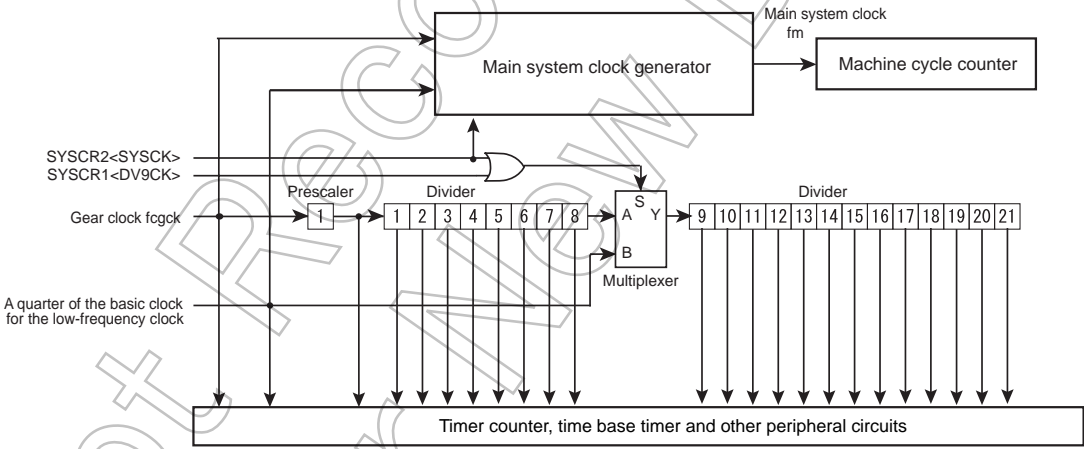 Main system clock
fm
Main system clock generator
Machine cycle counter
SYSCR2<SYSCK>
SYSCR1<DV9CK>
Prescaler
Divider
Divider
Gear clock fcgck
1
1 2 3 4 5 6 7 8
A S Y
B
9 10 11 12 13 14 15 16 17 18 19 20 21
Multiplexer
A quarter of the basic clock
for the low-frequency clock
Timer counter, time base timer and other peripheral circuits